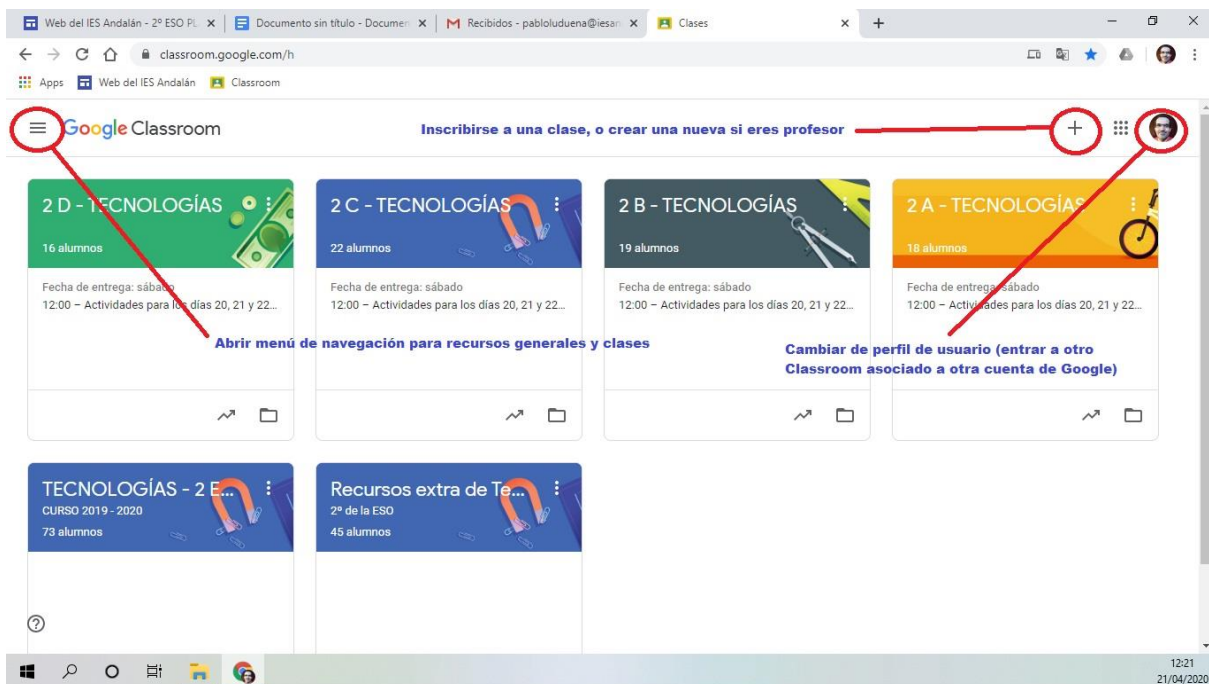 Web del IES Andalán - 2º ESO PL
Documento sin título - Documen
Recibidos - pabloluduena@iesan
Clases
classroom.google.com/h
Apps
Web del IES Andalán
Classroom
Google Classroom
Inscribirse a una clase, o crear una nueva si eres profesor
2 D - TECNOLOGÍAS
16 alumnos
Fecha de entrega: sábado
12:00 – Actividades para los días 20, 21 y 22...
2 C - TECNOLOGÍAS
22 alumnos
Fecha de entrega: sábado
12:00 – Actividades para los días 20, 21 y 22...
2 B - TECNOLOGÍAS
19 alumnos
Fecha de entrega: sábado
12:00 – Actividades para los días 20, 21 y 22...
2 A - TECNOLOGÍAS
18 alumnos
Fecha de entrega: sábado
12:00 – Actividades para los días 20, 21 y 22...
Abrir menú de navegación para recursos generales y clases
Cambiar de perfil de usuario (entrar a otro
Classroom asociado a otra cuenta de Google)
TECNOLOGÍAS - 2 E...
CURSO 2019 - 2020
73 alumnos
Recursos extra de Te...
2º de la ESO
45 alumnos
12:21
21/04/2020